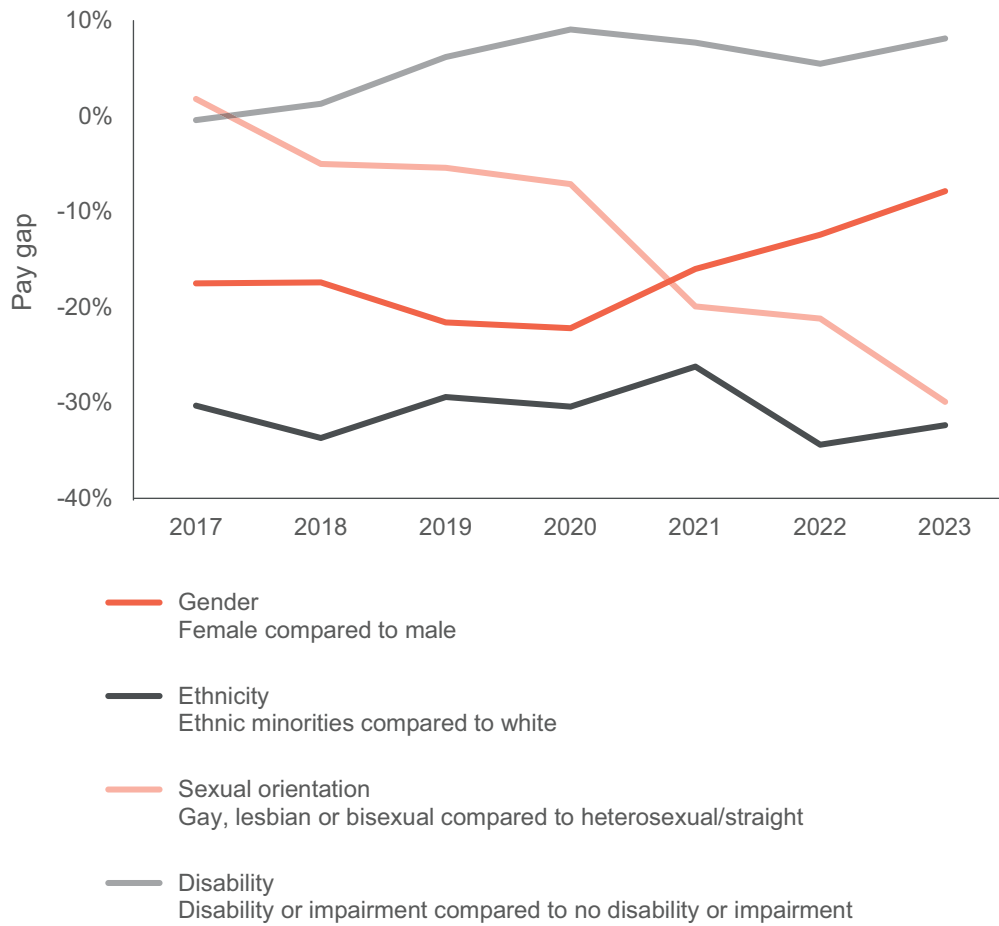 10%
0%
-10%
-20%
-30%
-40%
Pay gap
2017 2018 2019 2020 2021 2022 2023
Gender
Female compared to male
Ethnicity
Ethnic minorities compared to white
Sexual orientation
Gay, lesbian or bisexual compared to heterosexual/straight
Disability
Disability or impairment compared to no disability or impairment